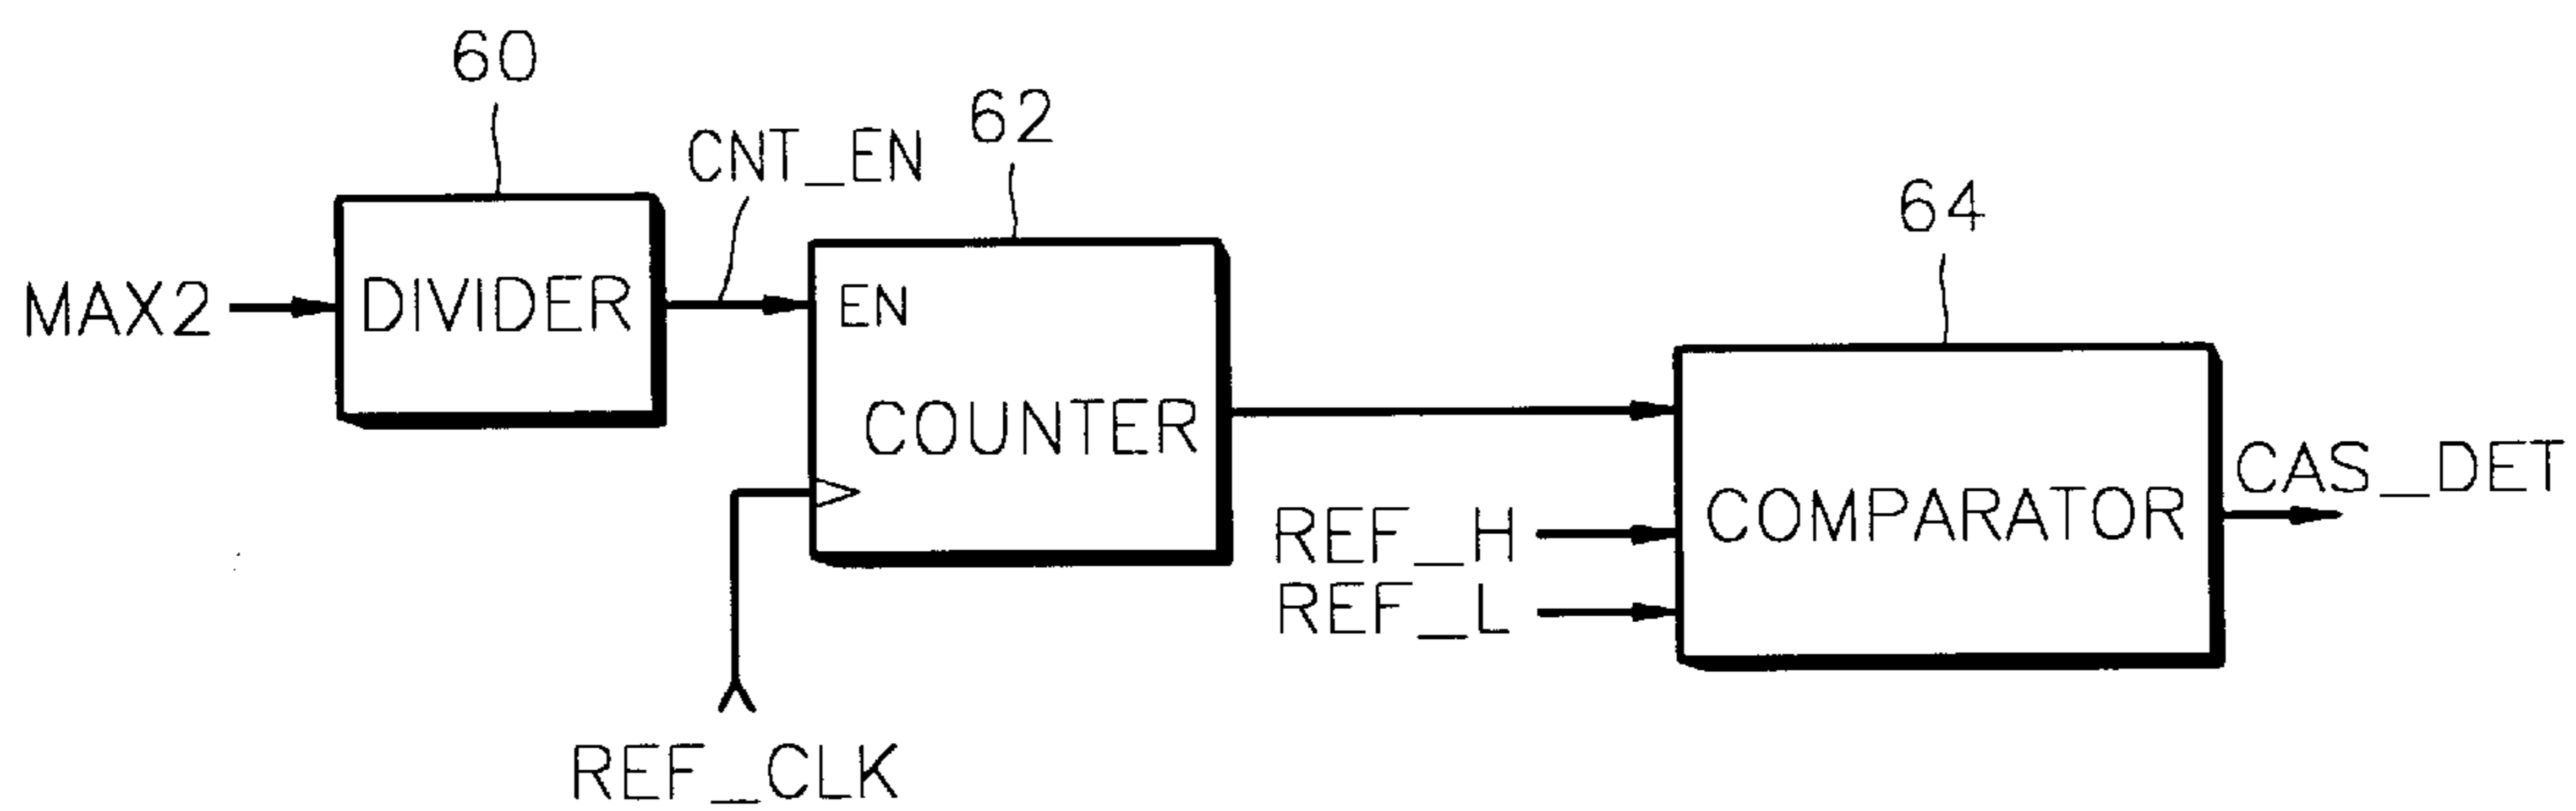 60
CNT_EN
62
64
MAX2
DIVIDER
EN
COUNTER
CAS_DET
COMPARATOR
REF_H
REF_L
REF_CLK